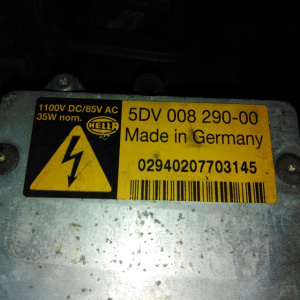 1100V DC/85V AC
35W nom.
HELLA
5DV 008 290-00
Made in Germany
02940207703145